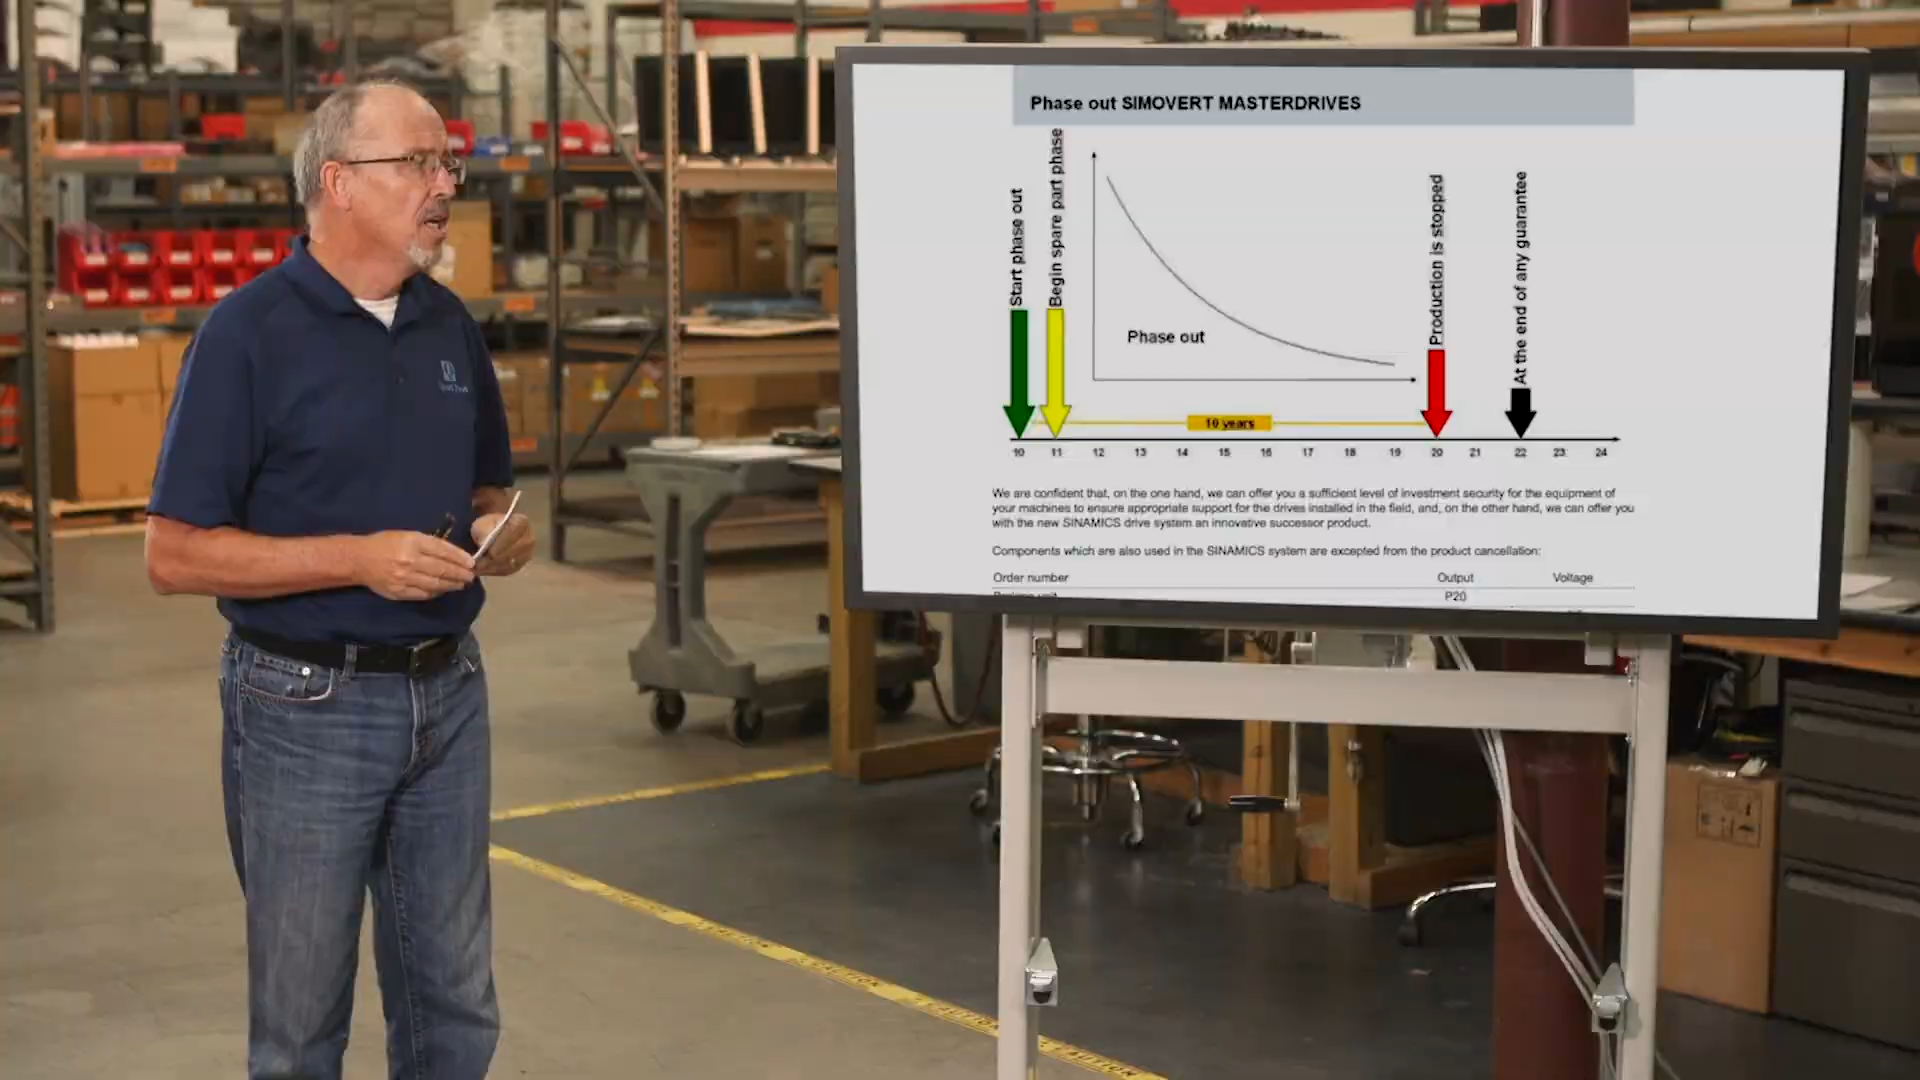 Phase out SIMOVERT MASTERDRIVES
Start phase out
Begin spare part phase
Phase out
Production is stopped
At the end of any guarantee
10 years
10 11 12 13 14 15 16 17 18 19 20 21 22 23 24
We are confident that, on the one hand, we can offer you a sufficient level of investment security for the equipment of
your machines to ensure appropriate support for the drives installed in the field, and, on the other hand, we can offer you
with the new SINAMICS drive system an innovative successor product.
Components which are also used in the SINAMICS system are excepted from the product cancellation:
Order number Output Voltage
P20
CAUTION
CAUTION
CAUTION